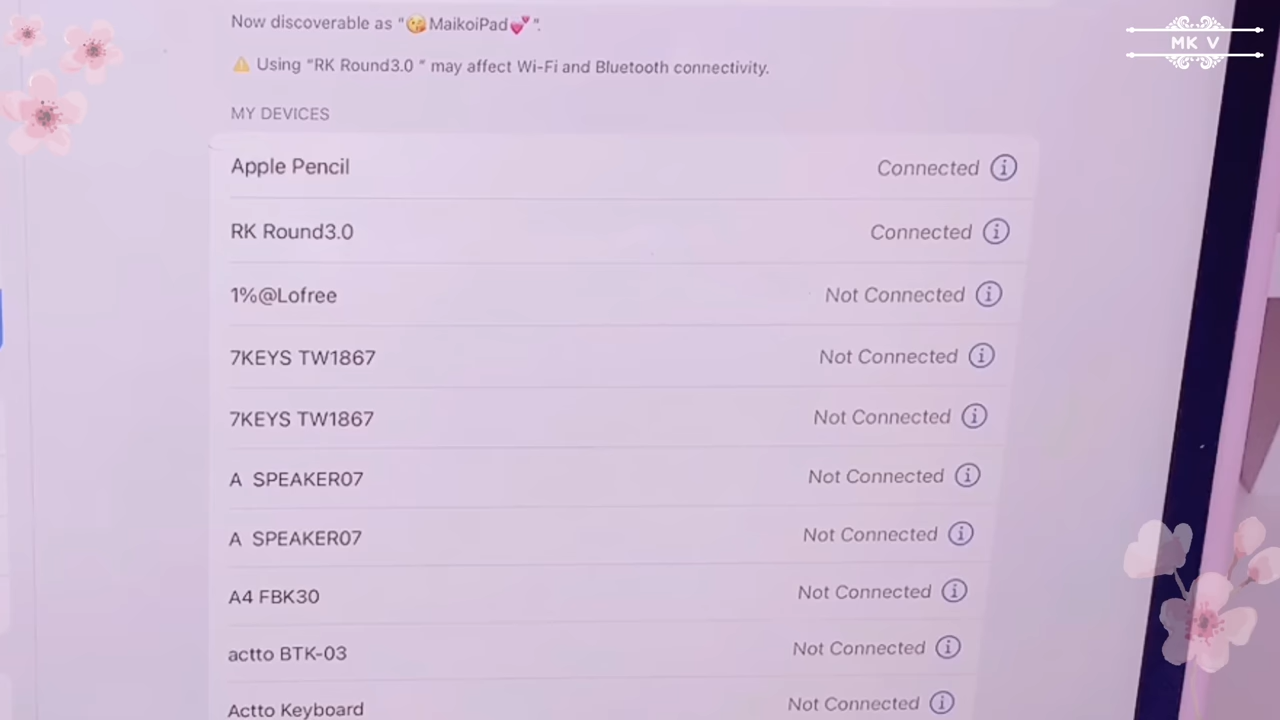 Now discoverable as “😘MaikoiPad💕”.
⚠️ Using “RK Round3.0 ” may affect Wi-Fi and Bluetooth connectivity.
MY DEVICES
Apple Pencil Connected
RK Round3.0 Connected
1%@Lofree Not Connected
7KEYS TW1867 Not Connected
7KEYS TW1867 Not Connected
A  SPEAKER07 Not Connected
A  SPEAKER07 Not Connected
A4 FBK30 Not Connected
actto BTK-03 Not Connected
Actto Keyboard Not Connected
MK V